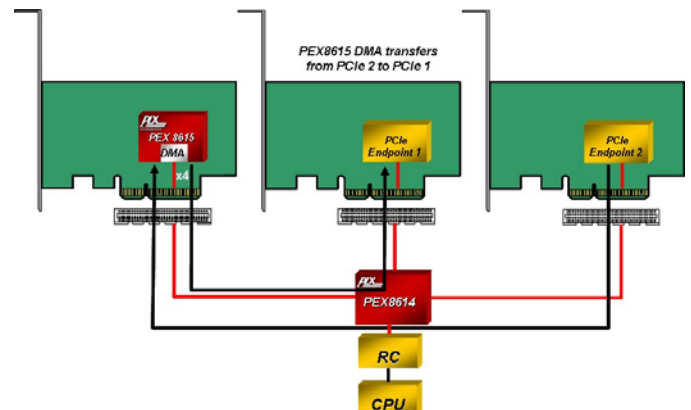 PEX8615 DMA transfers
from PCIe 2 to PCIe 1
PLX
PEX 8615
DMA
x4
PCIe
Endpoint 1
PCIe
Endpoint 2
PLX
PEX8614
RC
CPU